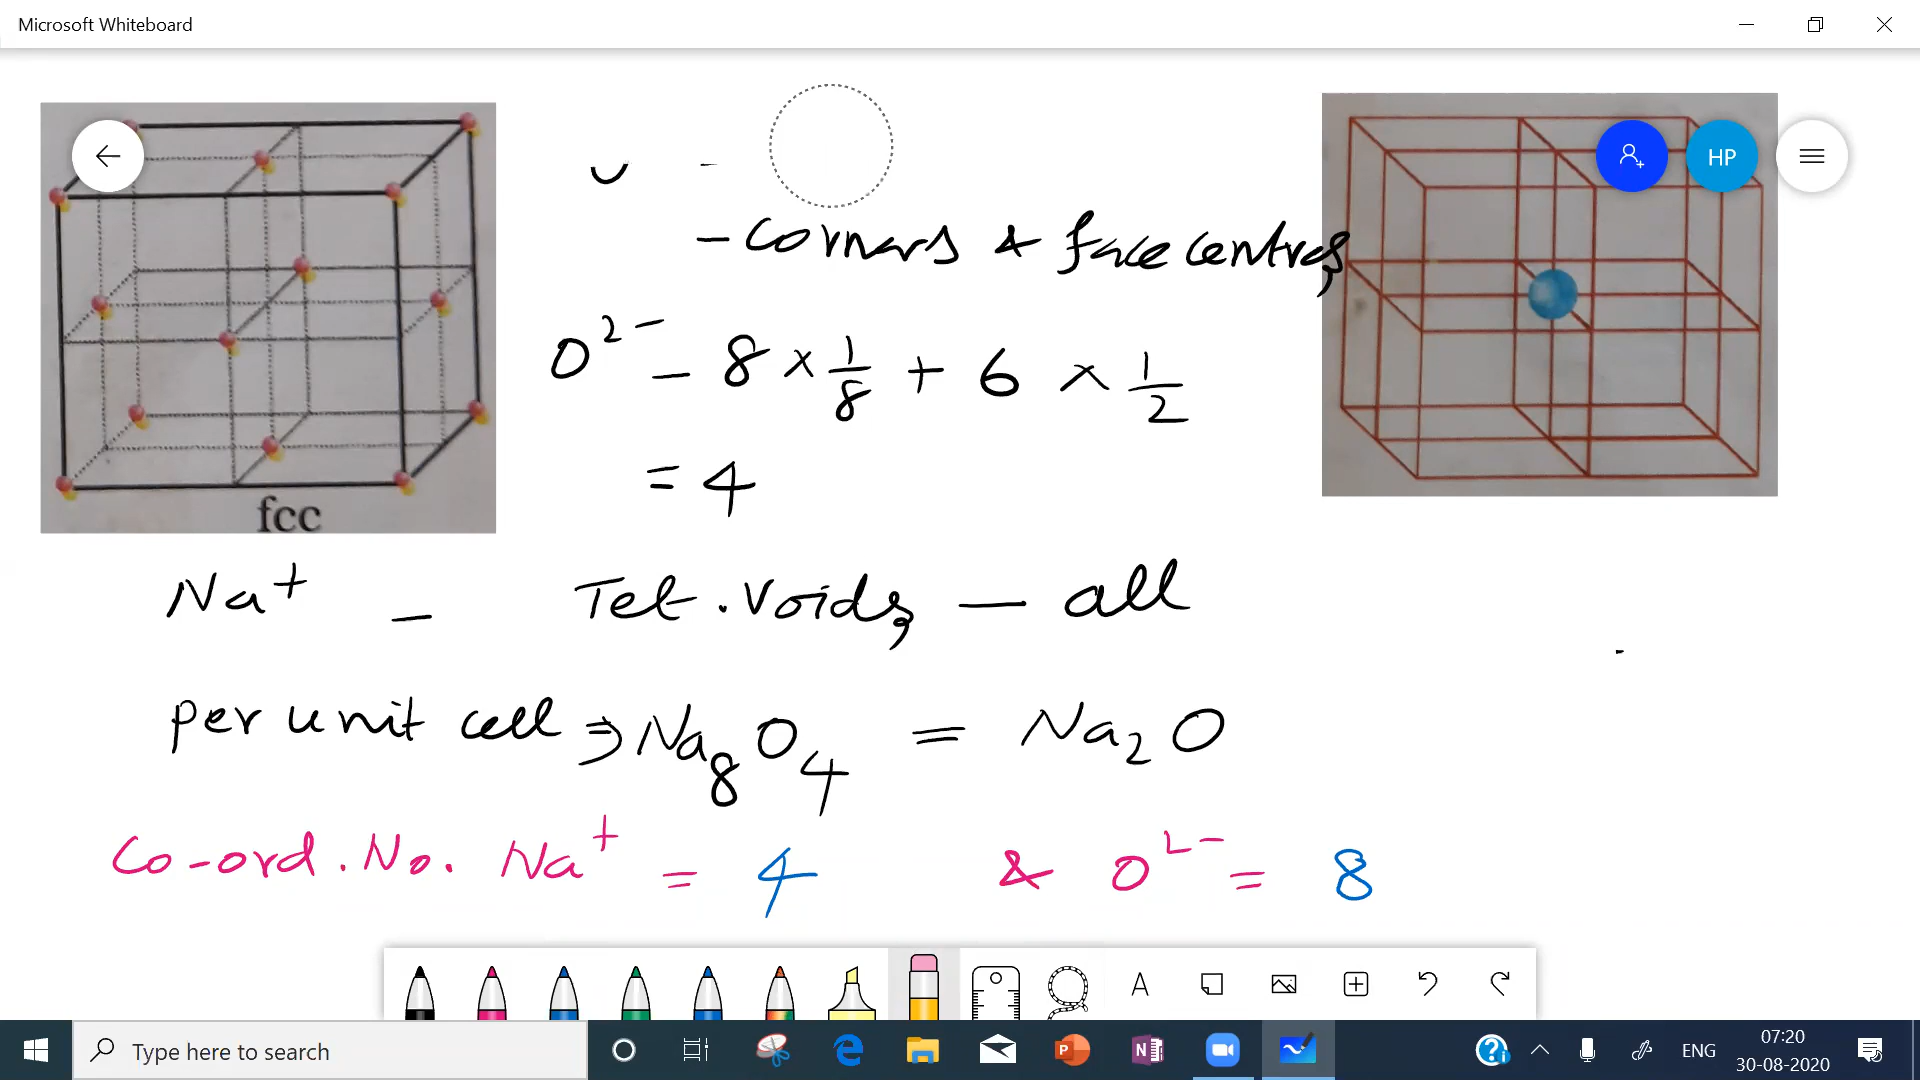 Microsoft Whiteboard
HP
- corners & face centres
O²⁻ - 8 × 1/8 + 6 × 1/2
= 4
fcc
Na⁺ - Tet. Voids - all
per unit cell ⇒ Na₈O₄ = Na₂O
Co-ord. No. Na⁺ = 4 & O²⁻ = 8
A
Type here to search
ENG
07:20
30-08-2020